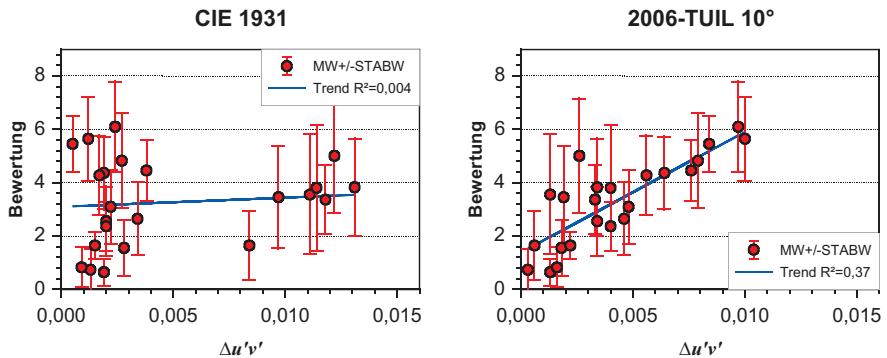 CIE 1931
Bewertung
8
6
4
2
0
MW+/-STABW
Trend R²=0,004
0,000
0,005
0,010
0,015
Δu'v'
2006-TUIL 10°
Bewertung
8
6
4
2
0
MW+/-STABW
Trend R²=0,37
0,000
0,005
0,010
0,015
Δu'v'